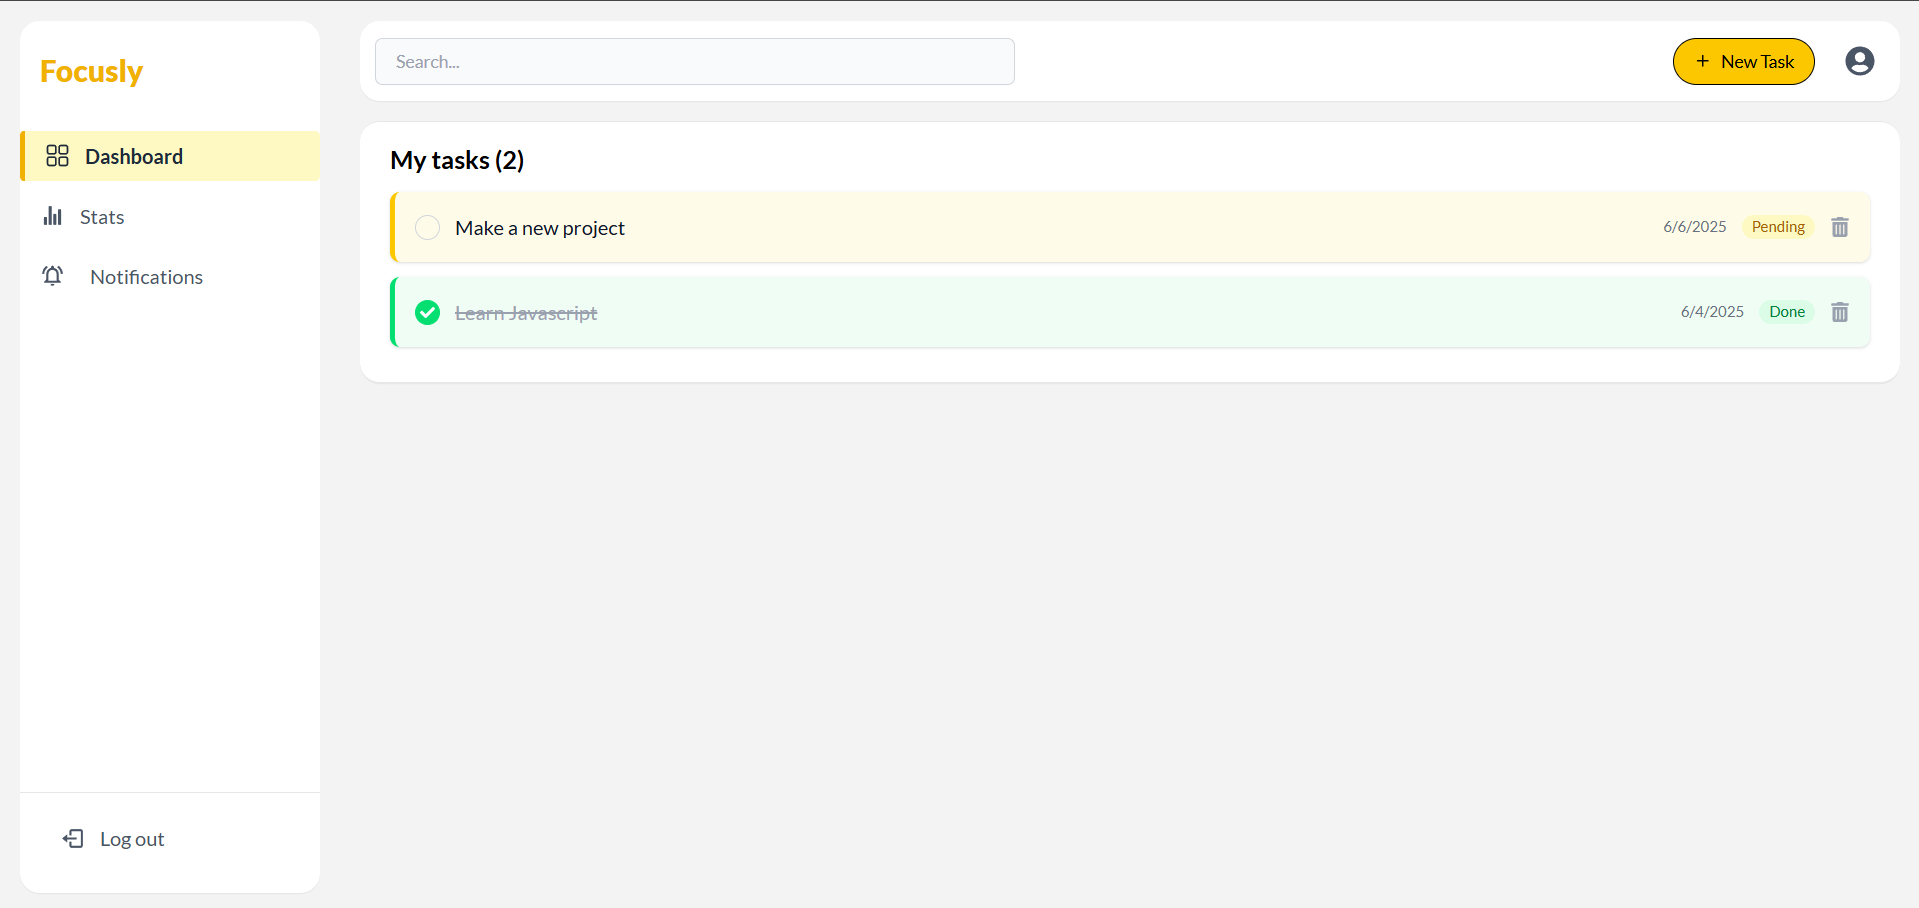 Focusly
Dashboard
Stats
Notifications
Log out
Search...
+ New Task
My tasks (2)
Make a new project
6/6/2025 Pending
Learn Javascript
6/4/2025 Done